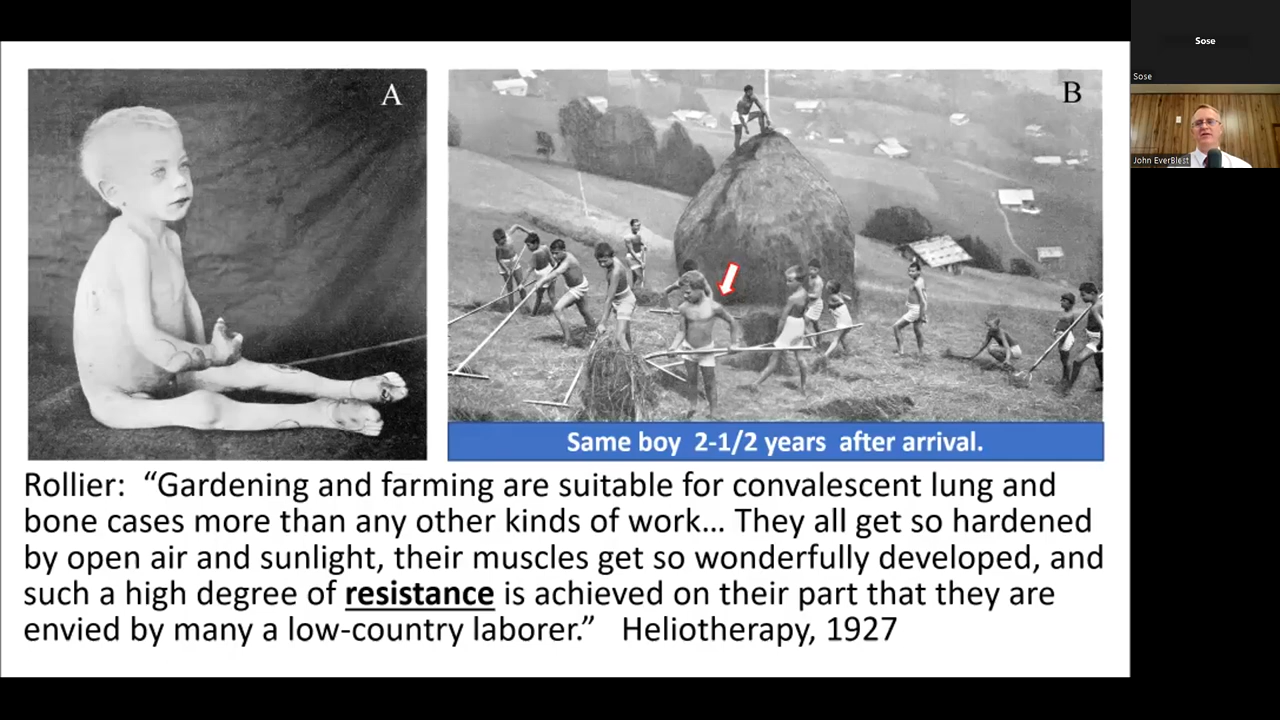 A
B
Same boy 2-1/2 years after arrival.
Rollier: “Gardening and farming are suitable for convalescent lung and
bone cases more than any other kinds of work… They all get so hardened
by open air and sunlight, their muscles get so wonderfully developed, and
such a high degree of resistance is achieved on their part that they are
envied by many a low-country laborer.” Heliotherapy, 1927
Sose
Sose
John EverBlest